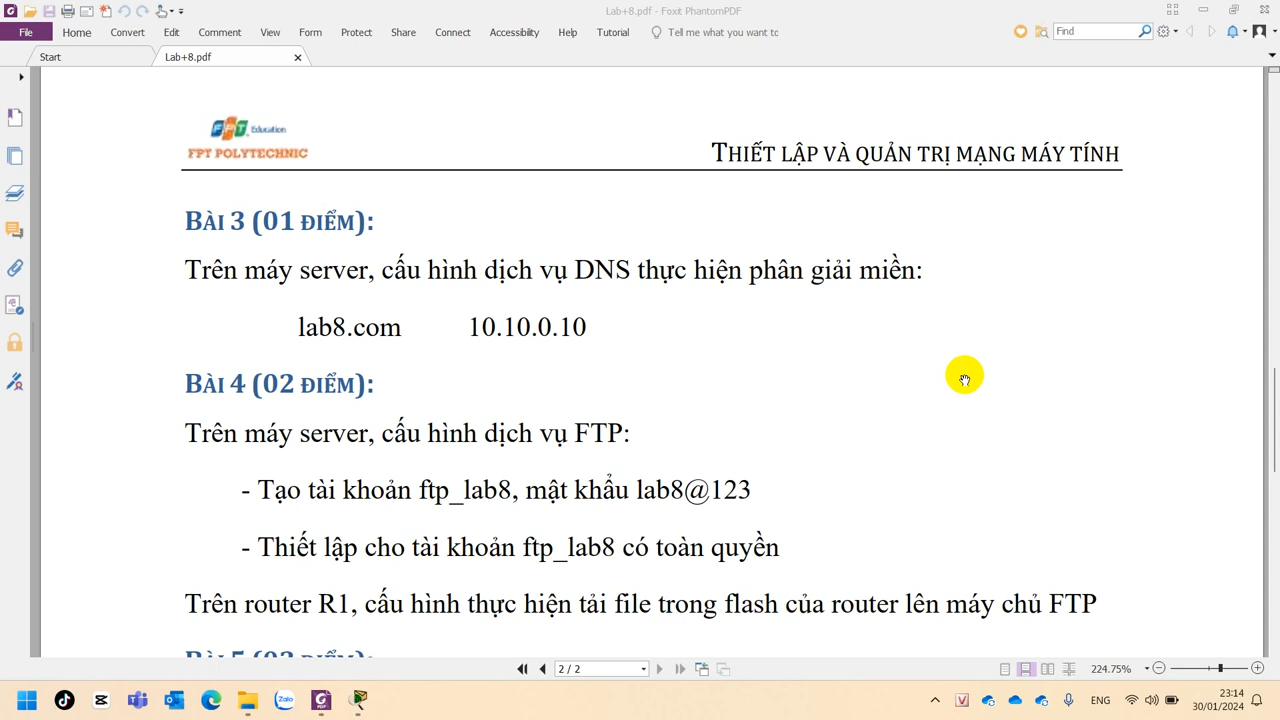 Lab+8.pdf - Foxit PhantomPDF
File Home Convert Edit Comment View Form Protect Share Connect Accessibility Help Tutorial Tell me what you want to Find
Start Lab+8.pdf
FPT Education
FPT POLYTECHNIC
THIẾT LẬP VÀ QUẢN TRỊ MẠNG MÁY TÍNH
BÀI 3 (01 ĐIỂM):
Trên máy server, cấu hình dịch vụ DNS thực hiện phân giải miền:
lab8.com 10.10.0.10
BÀI 4 (02 ĐIỂM):
Trên máy server, cấu hình dịch vụ FTP:
- Tạo tài khoản ftp_lab8, mật khẩu lab8@123
- Thiết lập cho tài khoản ftp_lab8 có toàn quyền
Trên router R1, cấu hình thực hiện tải file trong flash của router lên máy chủ FTP
BÀI 5 (03 ĐIỂM):
2 / 2 224.75%
Zalo V ENG 23:14
30/01/2024